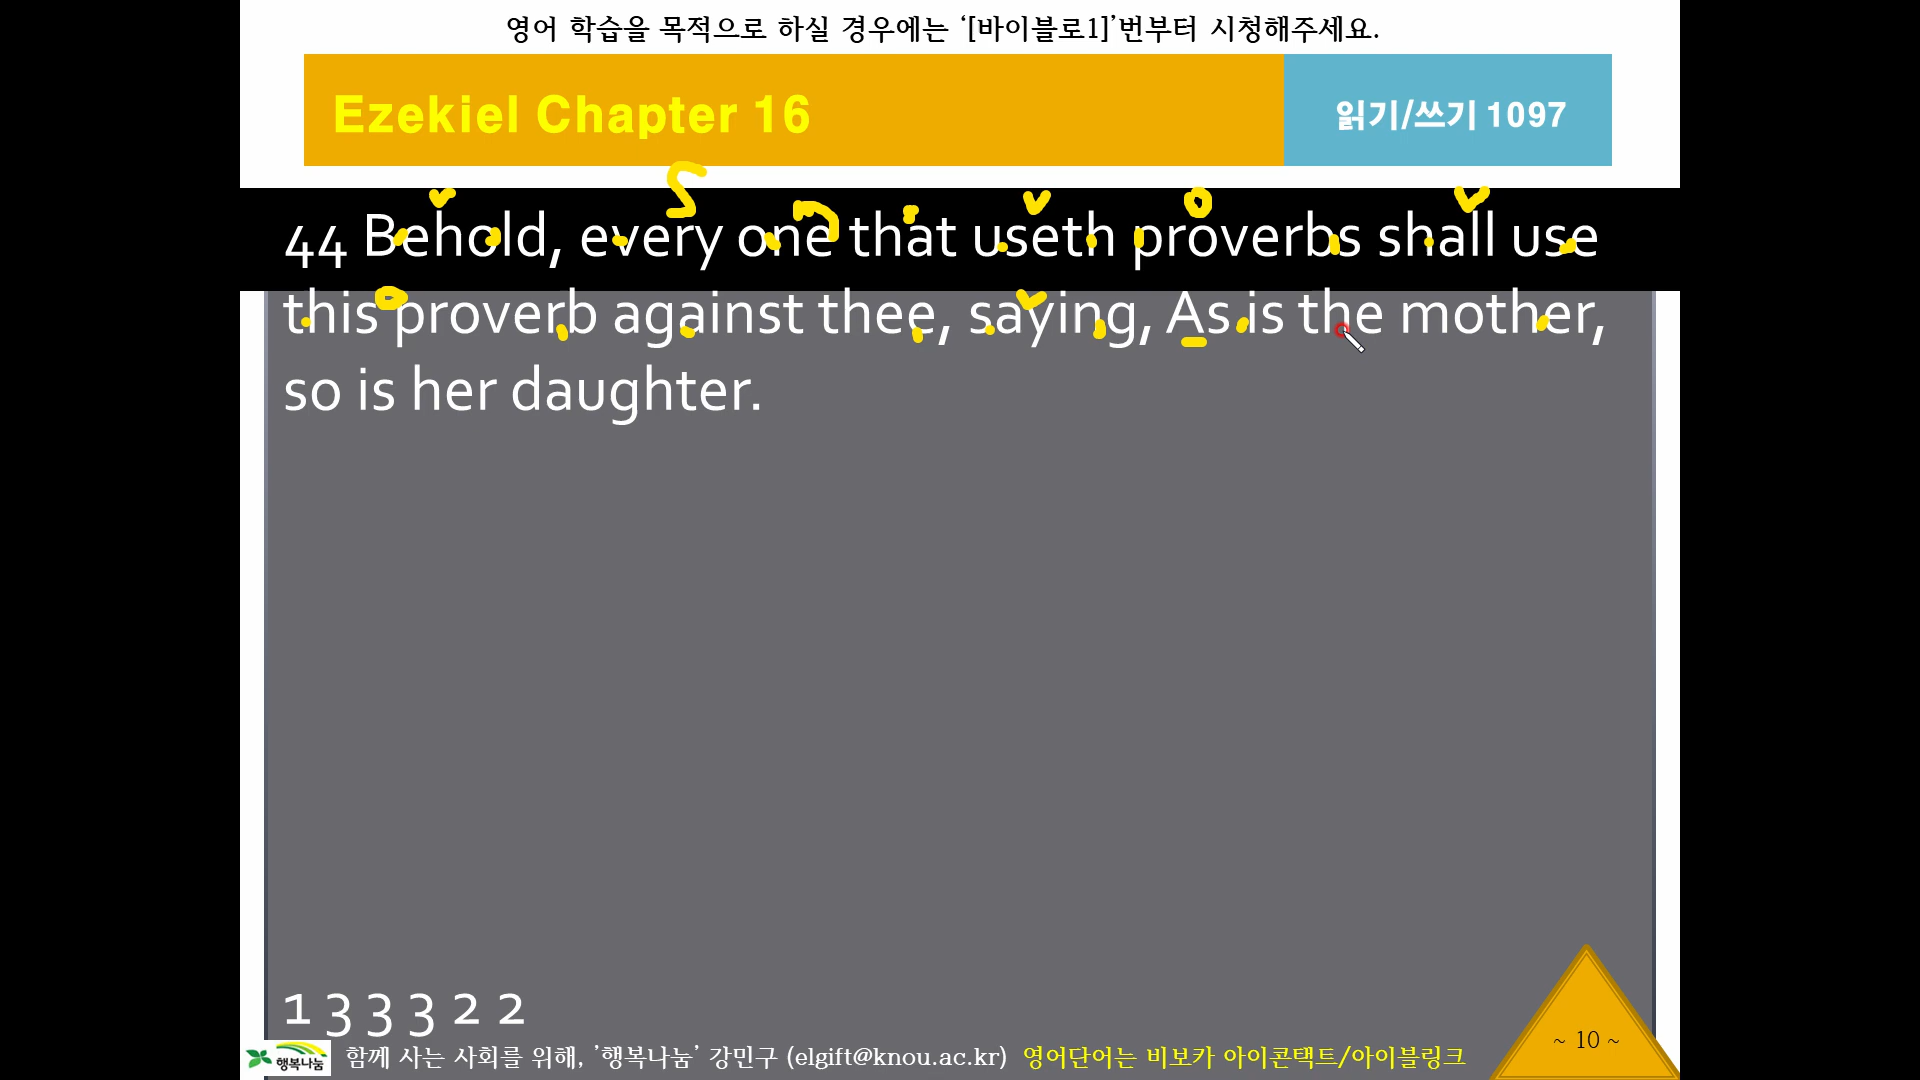 영어 학습을 목적으로 하실 경우에는 ‘[바이블로1]’번부터 시청해주세요.
Ezekiel Chapter 16
읽기/쓰기 1097
44 Behold, every one that useth proverbs shall use
this proverb against thee, saying, As is the mother,
so is her daughter.
1 3 3 3 2 2
~ 10 ~
행복나눔 함께 사는 사회를 위해, ’행복나눔’ 강민구 (elgift@knou.ac.kr) 영어단어는 비보카 아이콘택트/아이블링크